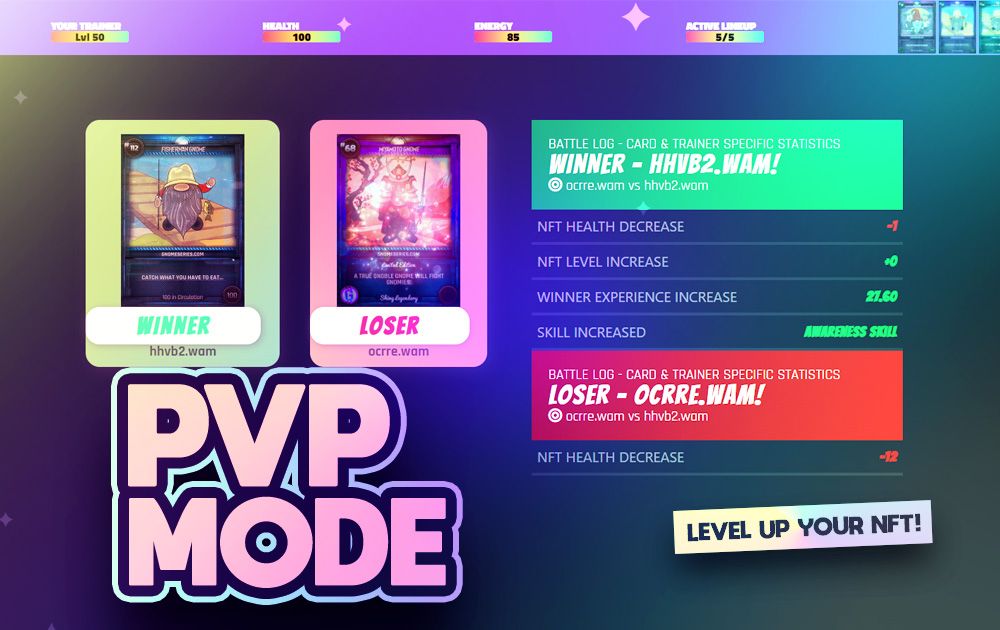 YOUR TRAINER
Lvl 50
HEALTH
100
ENERGY
85
ACTIVE LINEUP
5/5
#112
FISHERMAN GNOME
GNOMESERIES.COM
CATCH WHAT YOU HAVE TO EAT...
100 in Circulation
100
WINNER
hhvb2.wam
#68
MIYAMOTO GNOME
GNOMESERIES.COM
Limited Edition
A TRUE GNOBLE GNOME WILL FIGHT
GNOMIES!
Shiny Legendary
LOSER
ocrre.wam
BATTLE LOG - CARD & TRAINER SPECIFIC STATISTICS
WINNER - HHVB2.WAM!
ocrre.wam vs hhvb2.wam
NFT HEALTH DECREASE
-1
NFT LEVEL INCREASE
+0
WINNER EXPERIENCE INCREASE
27.60
SKILL INCREASED
AWARENESS SKILL
BATTLE LOG - CARD & TRAINER SPECIFIC STATISTICS
LOSER - OCRRE.WAM!
ocrre.wam vs hhvb2.wam
NFT HEALTH DECREASE
-12
PVP
MODE
LEVEL UP YOUR NFT!